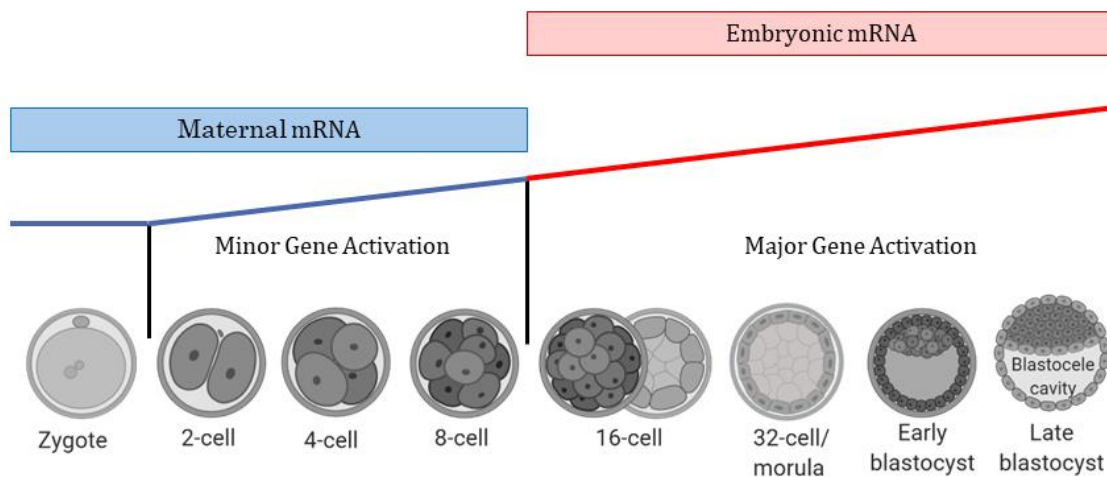 Embryonic mRNA
Maternal mRNA
Minor Gene Activation
Major Gene Activation
Blastocele
cavity
Zygote
2-cell
4-cell
8-cell
16-cell
32-cell/
morula
Early
blastocyst
Late
blastocyst